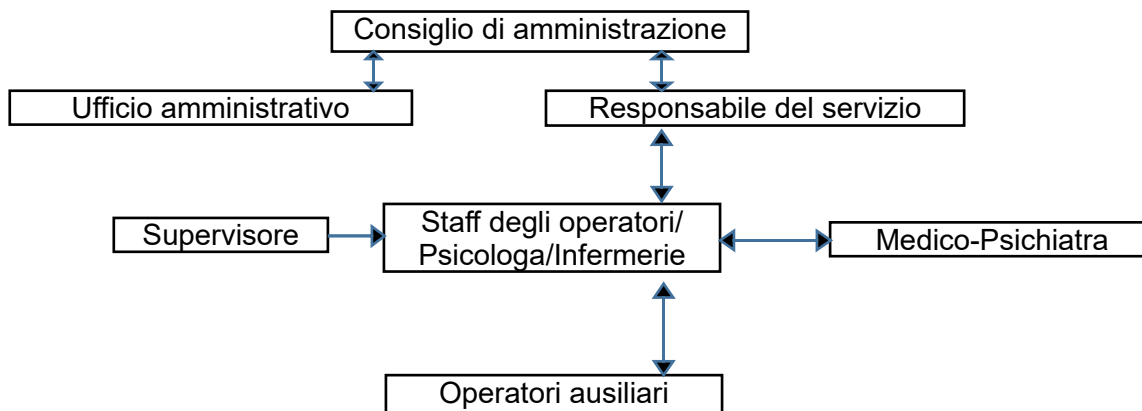 Consiglio di amministrazione
Ufficio amministrativo
Responsabile del servizio
Supervisore
Staff degli operatori/
Psicologa/Infermerie
Medico-Psichiatra
Operatori ausiliari